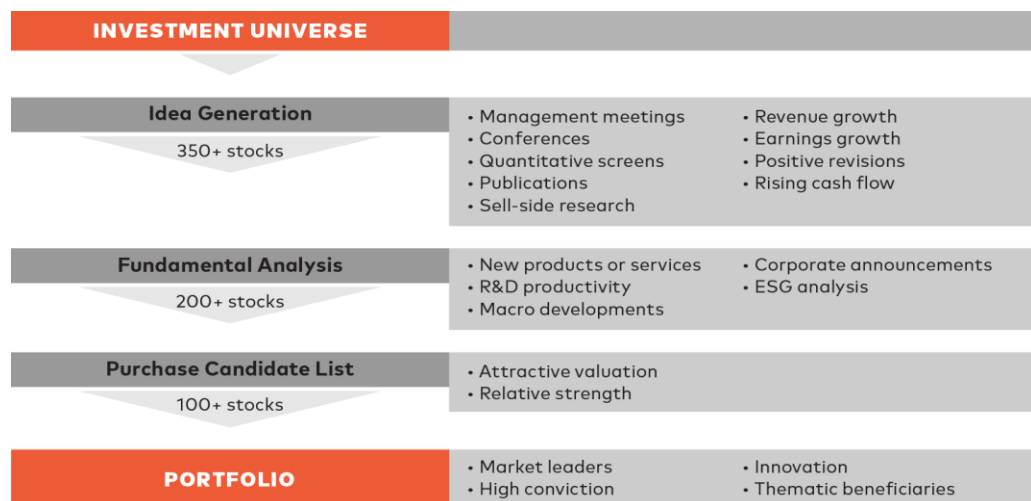 INVESTMENT UNIVERSE
Idea Generation
350+ stocks
• Management meetings
• Conferences
• Quantitative screens
• Publications
• Sell-side research
• Revenue growth
• Earnings growth
• Positive revisions
• Rising cash flow
Fundamental Analysis
200+ stocks
• New products or services
• R&D productivity
• Macro developments
• Corporate announcements
• ESG analysis
Purchase Candidate List
100+ stocks
• Attractive valuation
• Relative strength
PORTFOLIO
• Market leaders
• High conviction
• Innovation
• Thematic beneficiaries